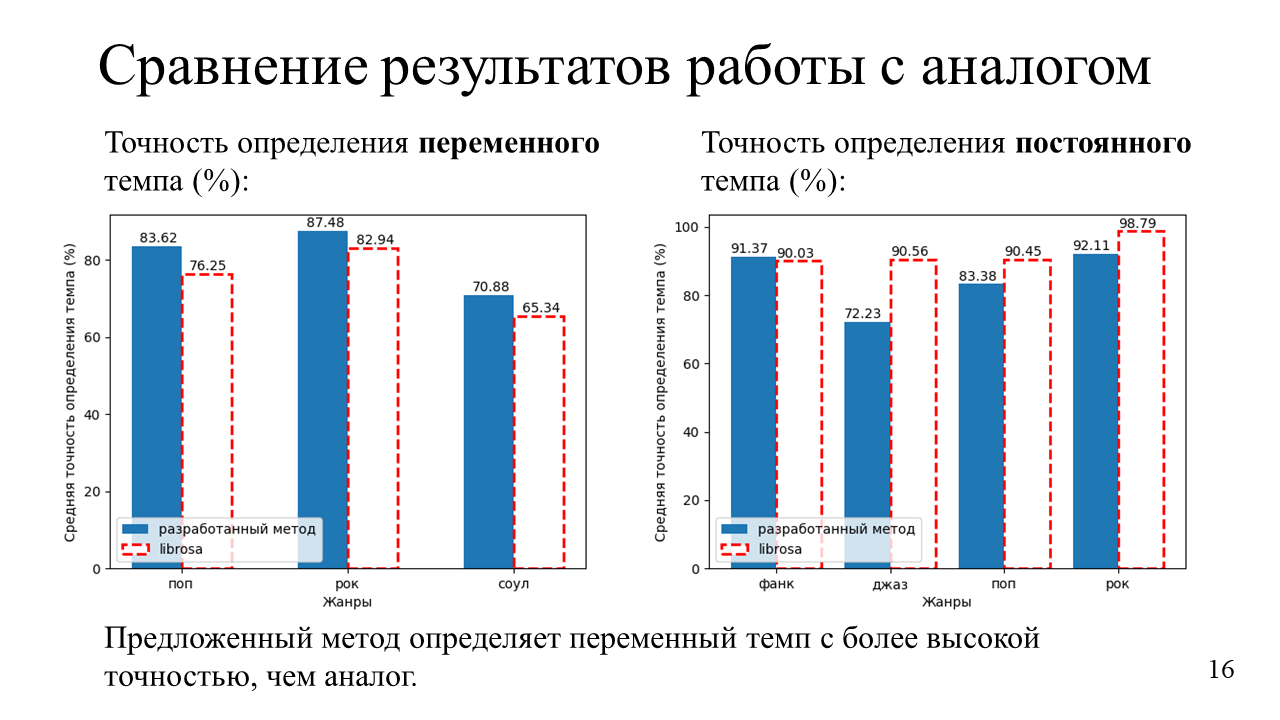 Сравнение результатов работы с аналогом
Точность определения переменного
темпа (%):
83.62
76.25
87.48
82.94
70.88
65.34
80
60
40
20
0
Средняя точность определения темпа (%)
разработанный метод
librosa
поп
рок
соул
Жанры
Точность определения постоянного
темпа (%):
91.37
90.03
72.23
90.56
83.38
90.45
92.11
98.79
100
80
60
40
20
0
Средняя точность определения темпа (%)
разработанный метод
librosa
фанк
джаз
поп
рок
Жанры
Предложенный метод определяет переменный темп с более высокой
точностью, чем аналог.
16